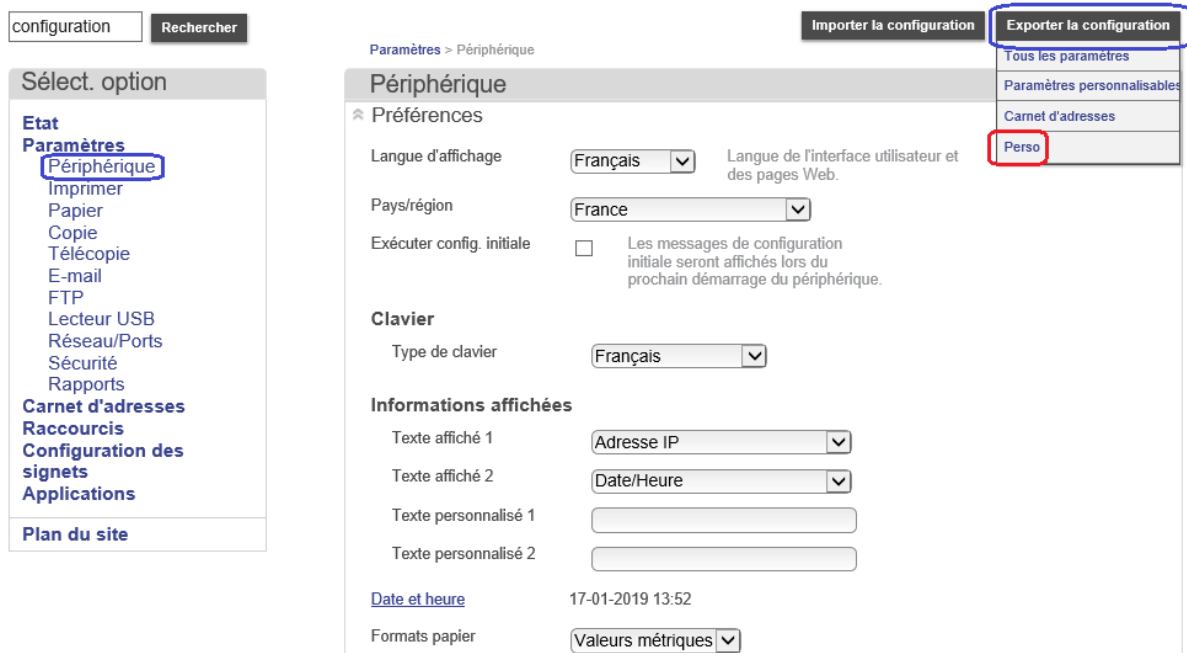 configuration
Rechercher
Importer la configuration
Exporter la configuration
Tous les paramètres
Paramètres personnalisables
Carnet d'adresses
Perso
Sélect. option
Etat
Paramètres
Périphérique
Imprimer
Papier
Copie
Télécopie
E-mail
FTP
Lecteur USB
Réseau/Ports
Sécurité
Rapports
Carnet d'adresses
Raccourcis
Configuration des
signets
Applications
Plan du site
Paramètres > Périphérique
Périphérique
Préférences
Langue d'affichage
Français
Langue de l'interface utilisateur et
des pages Web.
Pays/région
France
Exécuter config. initiale
Les messages de configuration
initiale seront affichés lors du
prochain démarrage du périphérique.
Clavier
Type de clavier
Français
Informations affichées
Texte affiché 1
Adresse IP
Texte affiché 2
Date/Heure
Texte personnalisé 1
Texte personnalisé 2
Date et heure
17-01-2019 13:52
Formats papier
Valeurs métriques